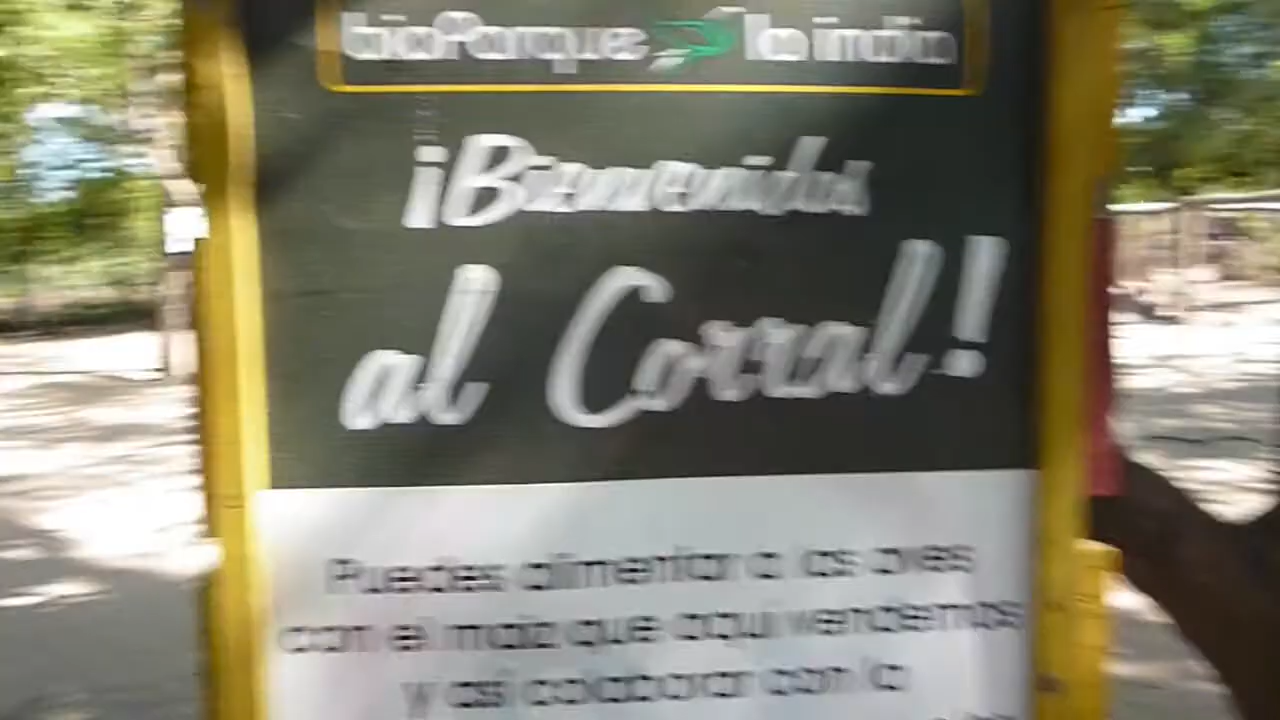 bioParque la india
¡Bienvenidos
al Corral!
Puedes alimentar a las aves
con el maíz que aquí vendemos
y así colaborar con la